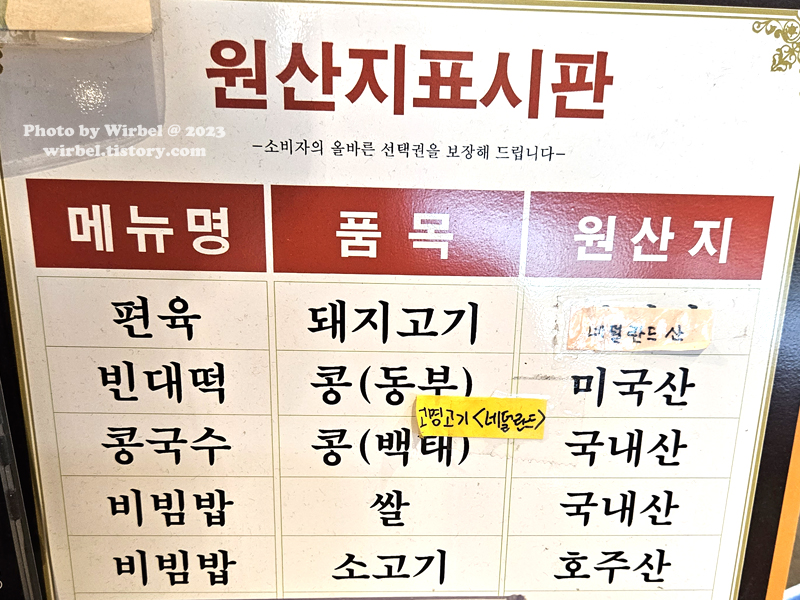 원산지표시판
Photo by Wirbel @ 2023
wirbel.tistory.com
-소비자의 올바른 선택권을 보장해 드립니다-
메뉴명 품목 원산지
편육 돼지고기 네덜란드산
빈대떡 콩(동부) 미국산
고명고기<네덜란드>
콩국수 콩(백태) 국내산
비빔밥 쌀 국내산
비빔밥 소고기 호주산